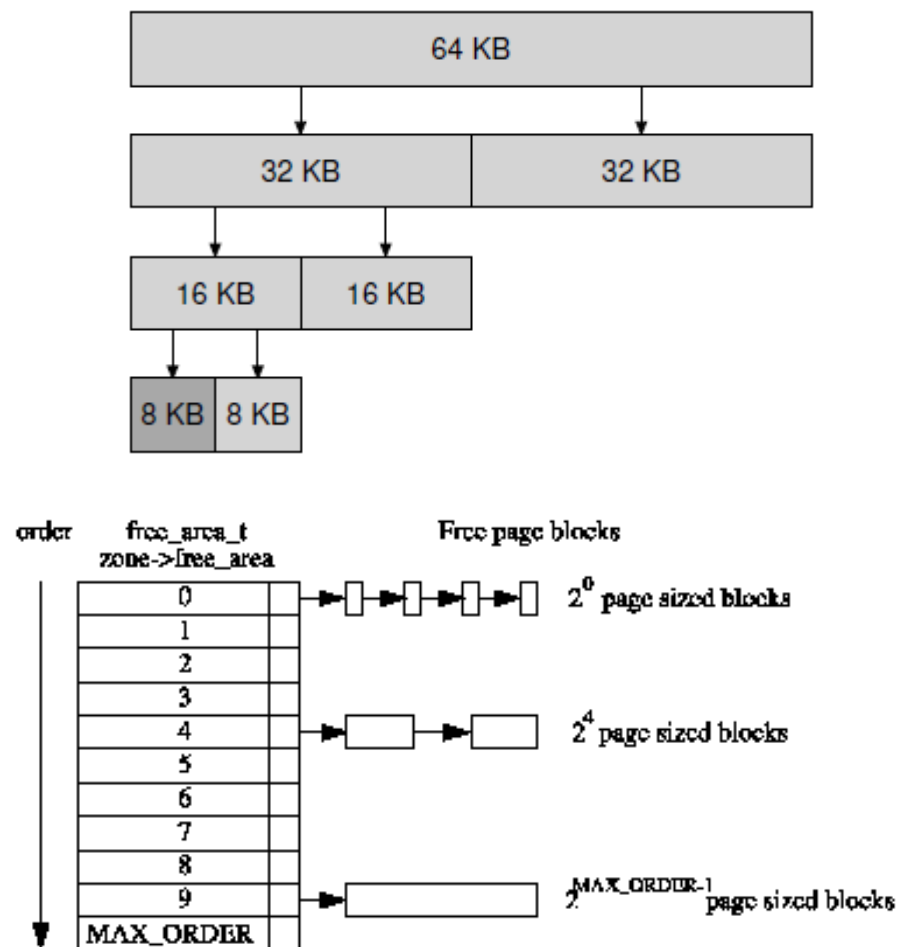 64 KB
32 KB 32 KB
16 KB 16 KB
8 KB 8 KB
order free_area_t Free page blocks
zone->free_area
0 2^0 page sized blocks
1
2
3
4 2^4 page sized blocks
5
6
7
8
9 2^MAX_ORDER-1 page sized blocks
MAX_ORDER